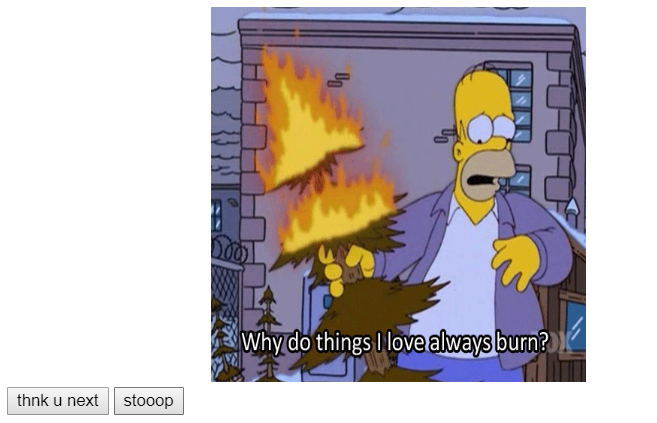 Why do things I love always burn?
thnk u next
stooop